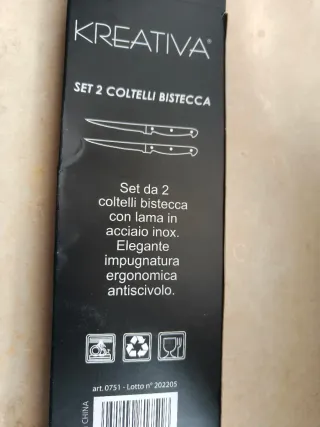 KREATIVA®
SET 2 COLTELLI BISTECCA
Set da 2
coltelli bistecca
con lama in
acciaio inox.
Elegante
impugnatura
ergonomica
antiscivolo.
art. 0751 - Lotto n° 202205
CHINA